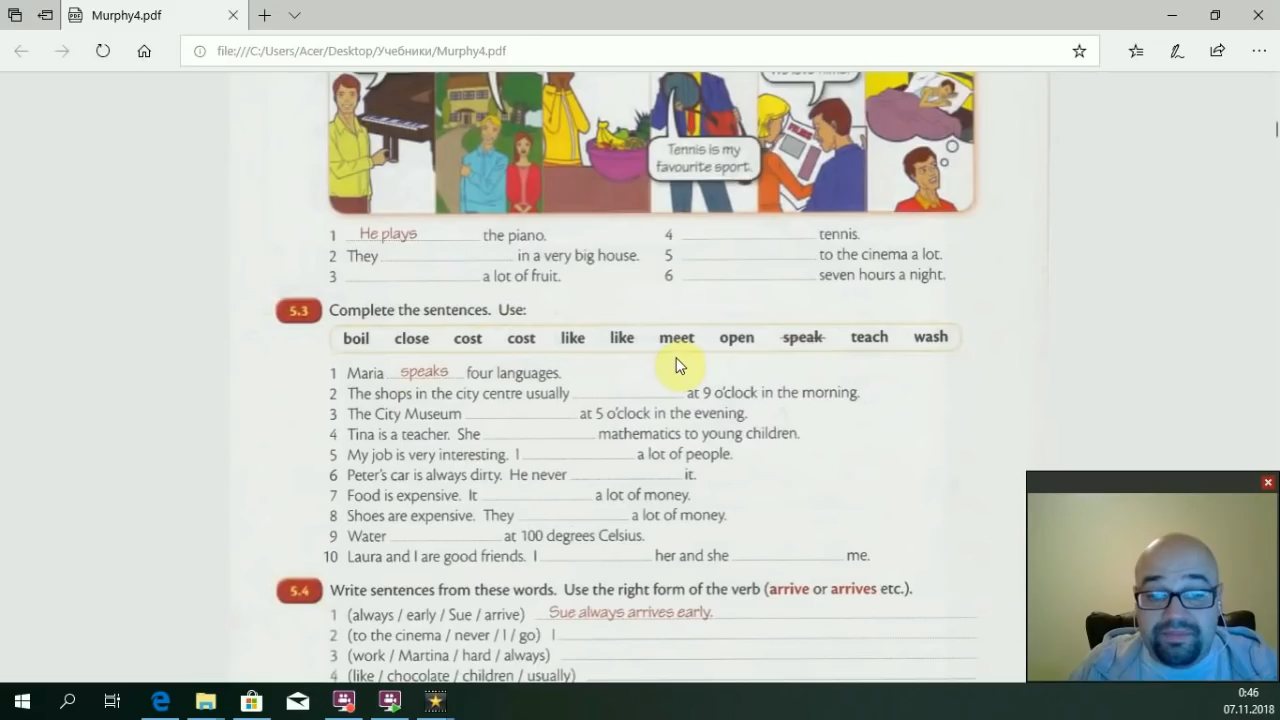 Murphy4.pdf
file:///C:/Users/Acer/Desktop/Учебники/Murphy4.pdf
Tennis is my
favourite sport.
FILMS
1 He plays the piano.
2 They in a very big house.
3 a lot of fruit.
4 tennis.
5 to the cinema a lot.
6 seven hours a night.
5.3 Complete the sentences. Use:
boil close cost cost like like meet open speak teach wash
1 Maria speaks four languages.
2 The shops in the city centre usually at 9 o'clock in the morning.
3 The City Museum at 5 o'clock in the evening.
4 Tina is a teacher. She mathematics to young children.
5 My job is very interesting. I a lot of people.
6 Peter's car is always dirty. He never it.
7 Food is expensive. It a lot of money.
8 Shoes are expensive. They a lot of money.
9 Water at 100 degrees Celsius.
10 Laura and I are good friends. I her and she me.
5.4 Write sentences from these words. Use the right form of the verb (arrive or arrives etc.).
1 (always / early / Sue / arrive) Sue always arrives early.
2 (to the cinema / never / I / go) I
3 (work / Martina / hard / always)
4 (like / chocolate / children / usually)
0:46
07.11.2018